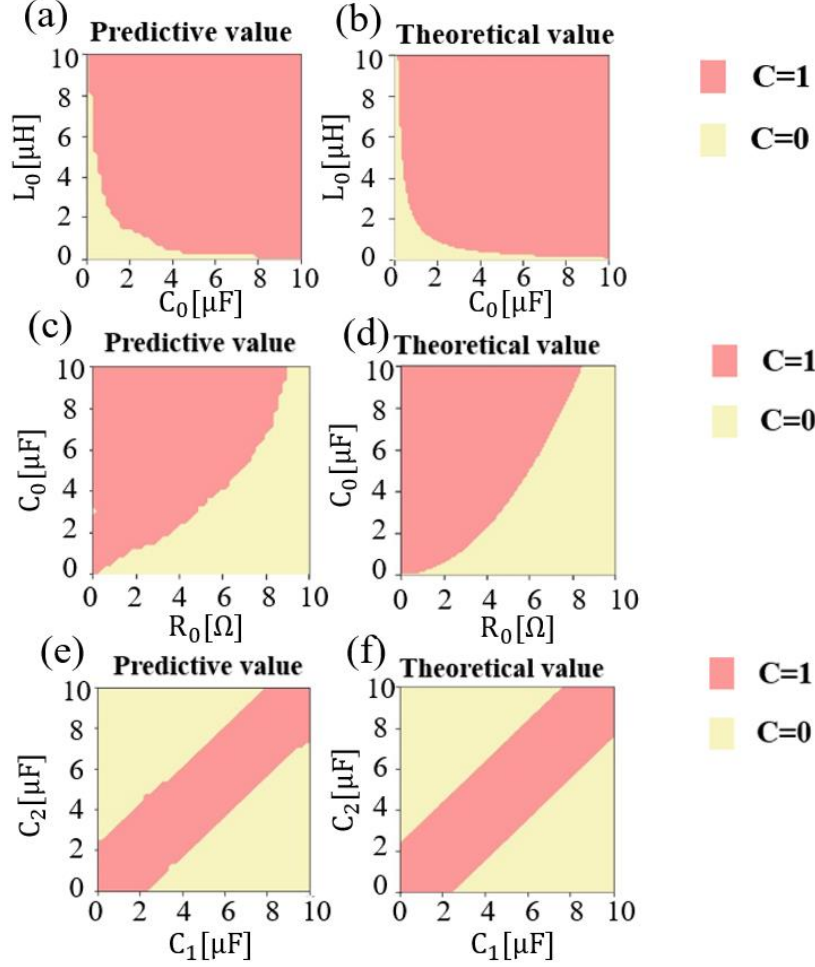 (a) Predictive value
(b) Theoretical value
10
8
6
4
2
0
L₀[μH]
2 4 6 8 10
C₀[μF]
10
8
6
4
2
0
L₀[μH]
0 2 4 6 8 10
C₀[μF]
C=1
C=0
(c) Predictive value
(d) Theoretical value
10
8
6
4
2
0
C₀[μF]
0 2 4 6 8 10
R₀[Ω]
10
8
6
4
2
0
C₀[μF]
0 2 4 6 8 10
R₀[Ω]
C=1
C=0
(e) Predictive value
(f) Theoretical value
10
8
6
4
2
0
C₂[μF]
0 2 4 6 8 10
C₁[μF]
10
8
6
4
2
0
C₂[μF]
0 2 4 6 8 10
C₁[μF]
C=1
C=0